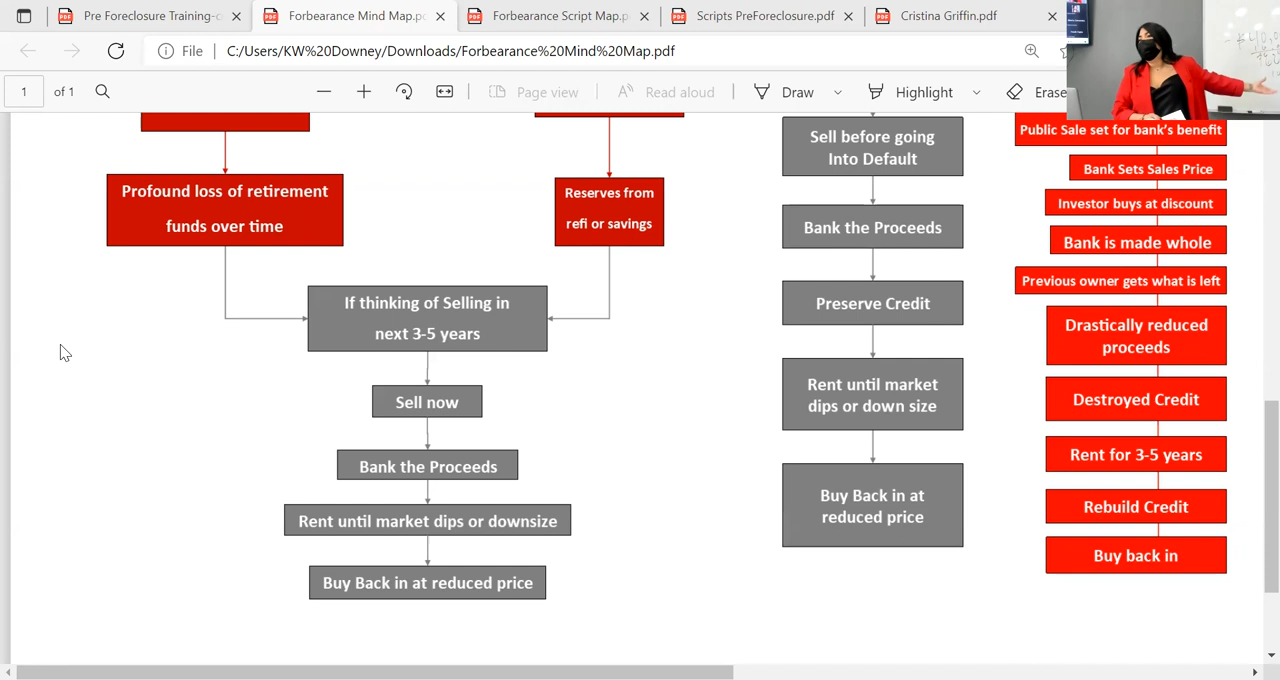 Pre Foreclosure Training-c
Forbearance Mind Map.pdf
Forbearance Script Map.p
Scripts PreForeclosure.pdf
Cristina Griffin.pdf
File
C:/Users/KW%20Downey/Downloads/Forbearance%20Mind%20Map.pdf
1
of 1
Page view
Read aloud
Draw
Highlight
Erase
Profound loss of retirement
funds over time
Reserves from
refi or savings
If thinking of Selling in
next 3-5 years
Sell now
Bank the Proceeds
Rent until market dips or downsize
Buy Back in at reduced price
Sell before going
Into Default
Bank the Proceeds
Preserve Credit
Rent until market
dips or down size
Buy Back in at
reduced price
Public Sale set for bank's benefit
Bank Sets Sales Price
Investor buys at discount
Bank is made whole
Previous owner gets what is left
Drastically reduced
proceeds
Destroyed Credit
Rent for 3-5 years
Rebuild Credit
Buy back in